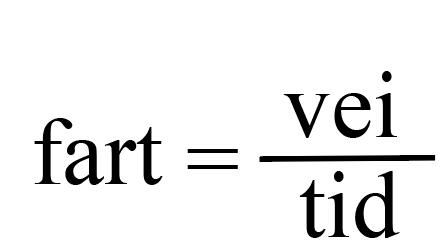 fart = vei
tid